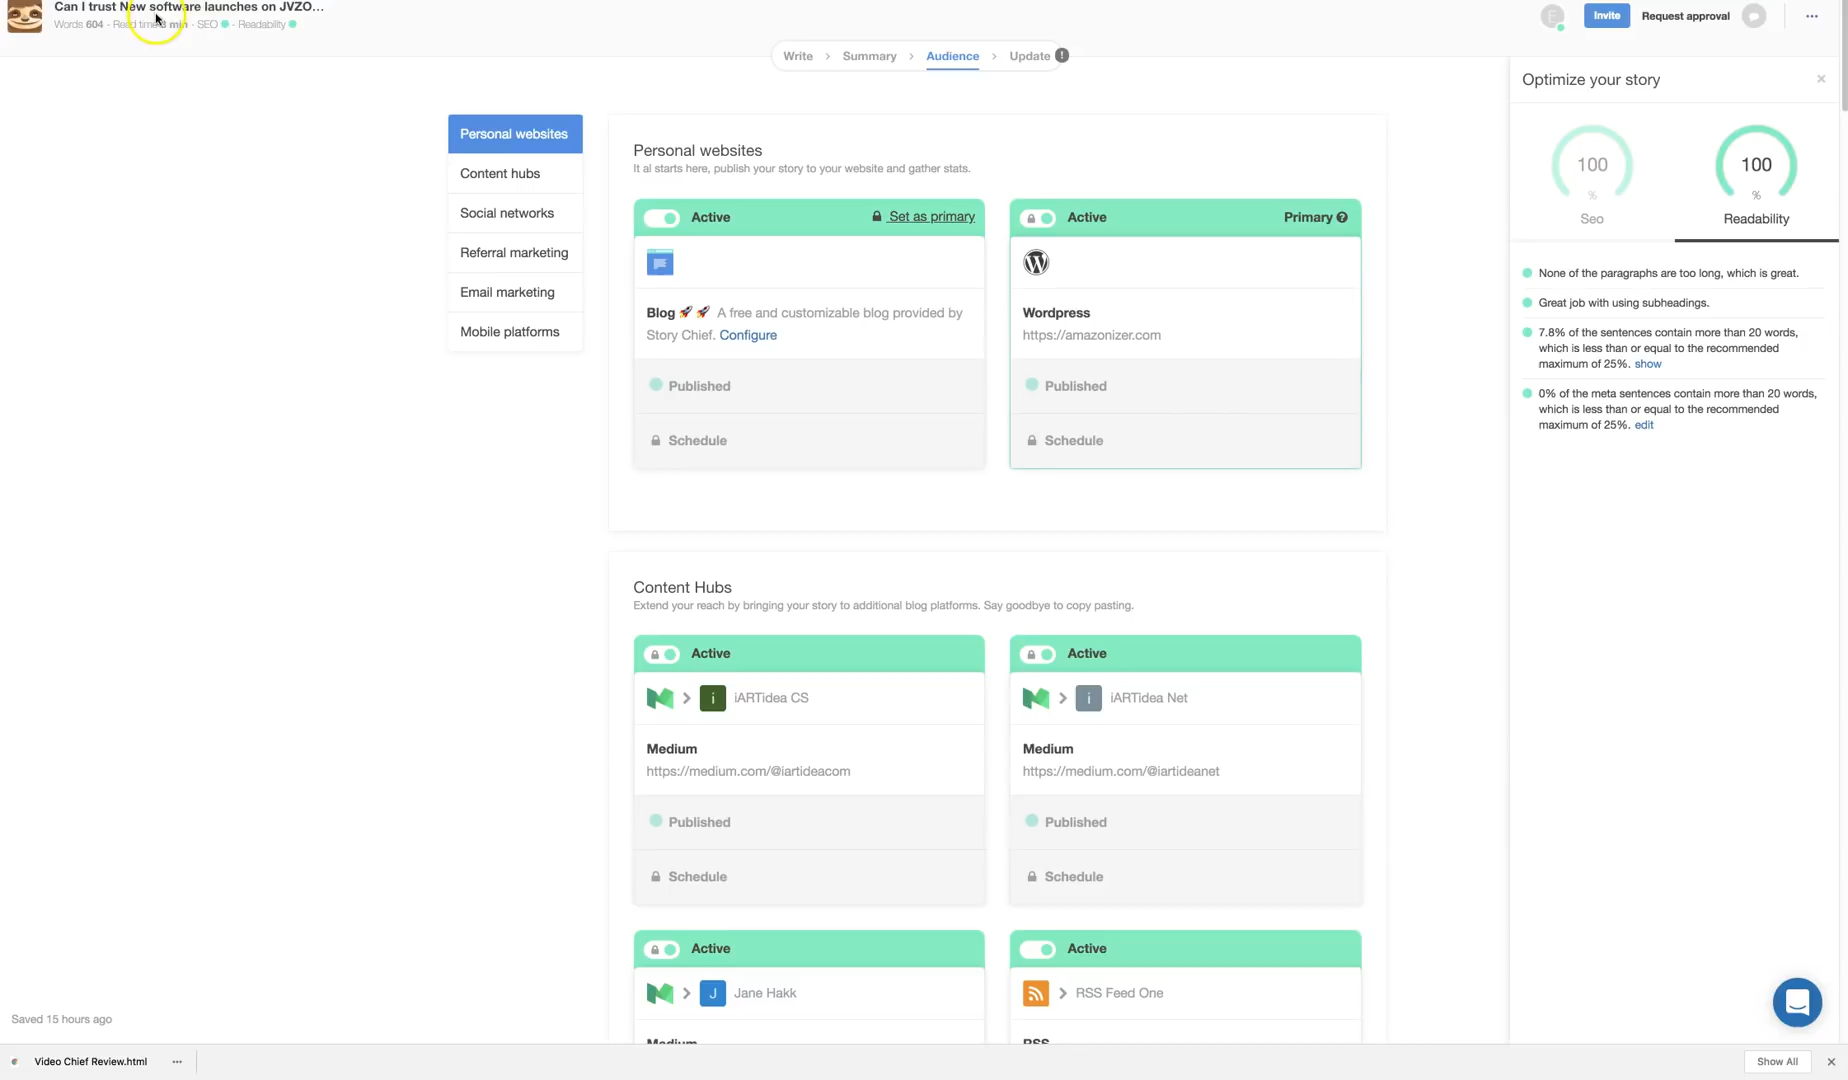 Can I trust New software launches on JVZO...
Words 604 - Read time 3 min - SEO - Readability
E
Invite
Request approval
Write > Summary > Audience > Update !
Optimize your story
100
%
Seo
100
%
Readability
None of the paragraphs are too long, which is great.
Great job with using subheadings.
7.8% of the sentences contain more than 20 words,
which is less than or equal to the recommended
maximum of 25%. show
0% of the meta sentences contain more than 20 words,
which is less than or equal to the recommended
maximum of 25%. edit
Personal websites
Content hubs
Social networks
Referral marketing
Email marketing
Mobile platforms
Personal websites
It al starts here, publish your story to your website and gather stats.
Active
Set as primary
Blog 🚀 🚀 A free and customizable blog provided by
Story Chief. Configure
Published
Schedule
Active
Primary ?
Wordpress
https://amazonizer.com
Published
Schedule
Content Hubs
Extend your reach by bringing your story to additional blog platforms. Say goodbye to copy pasting.
Active
i iARTidea CS
Medium
https://medium.com/@iartideacom
Published
Schedule
Active
i iARTidea Net
Medium
https://medium.com/@iartideanet
Published
Schedule
Active
J Jane Hakk
Medium
Active
RSS Feed One
RSS
Saved 15 hours ago
Video Chief Review.html
Show All